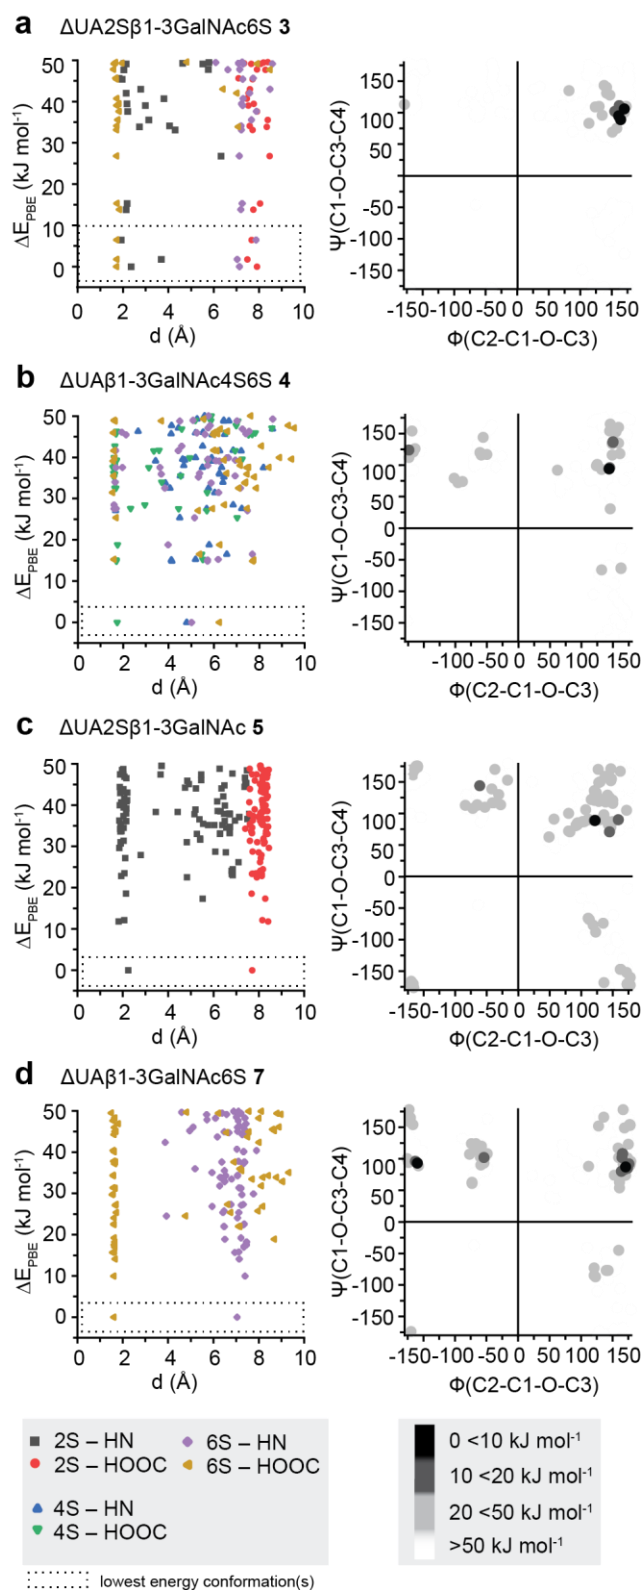 a ΔUA2Sβ1-3GalNAc6S 3
50
40
30
20
10
0
ΔE_PBE (kJ mol⁻¹)
0 2 4 6 8 10
d (Å)
150
100
50
-50
-100
-150
Ψ(C1-O-C3-C4)
-150 -100 -50 0 50 100 150
Φ(C2-C1-O-C3)
b ΔUAβ1-3GalNAc4S6S 4
50
40
30
20
10
0
ΔE_PBE (kJ mol⁻¹)
0 2 4 6 8 10
d (Å)
150
100
50
0
-50
-100
-150
Ψ(C1-O-C3-C4)
-100 -50 0 50 100 150
Φ(C2-C1-O-C3)
c ΔUA2Sβ1-3GalNAc 5
50
40
30
20
10
0
ΔE_PBE (kJ mol⁻¹)
0 2 4 6 8 10
d (Å)
150
100
50
0
-50
-100
-150
Ψ(C1-O-C3-C4)
-150 -100 -50 0 50 100 150
Φ(C2-C1-O-C3)
d ΔUAβ1-3GalNAc6S 7
50
40
30
20
10
0
ΔE_PBE (kJ mol⁻¹)
0 2 4 6 8 10
d (Å)
150
100
50
0
-50
-100
-150
Ψ(C1-O-C3-C4)
-150 -100 -50 0 50 100 150
Φ(C2-C1-O-C3)
2S – HN
2S – HOOC
6S – HN
6S – HOOC
4S – HN
4S – HOOC
lowest energy conformation(s)
0 <10 kJ mol⁻¹
10 <20 kJ mol⁻¹
20 <50 kJ mol⁻¹
>50 kJ mol⁻¹